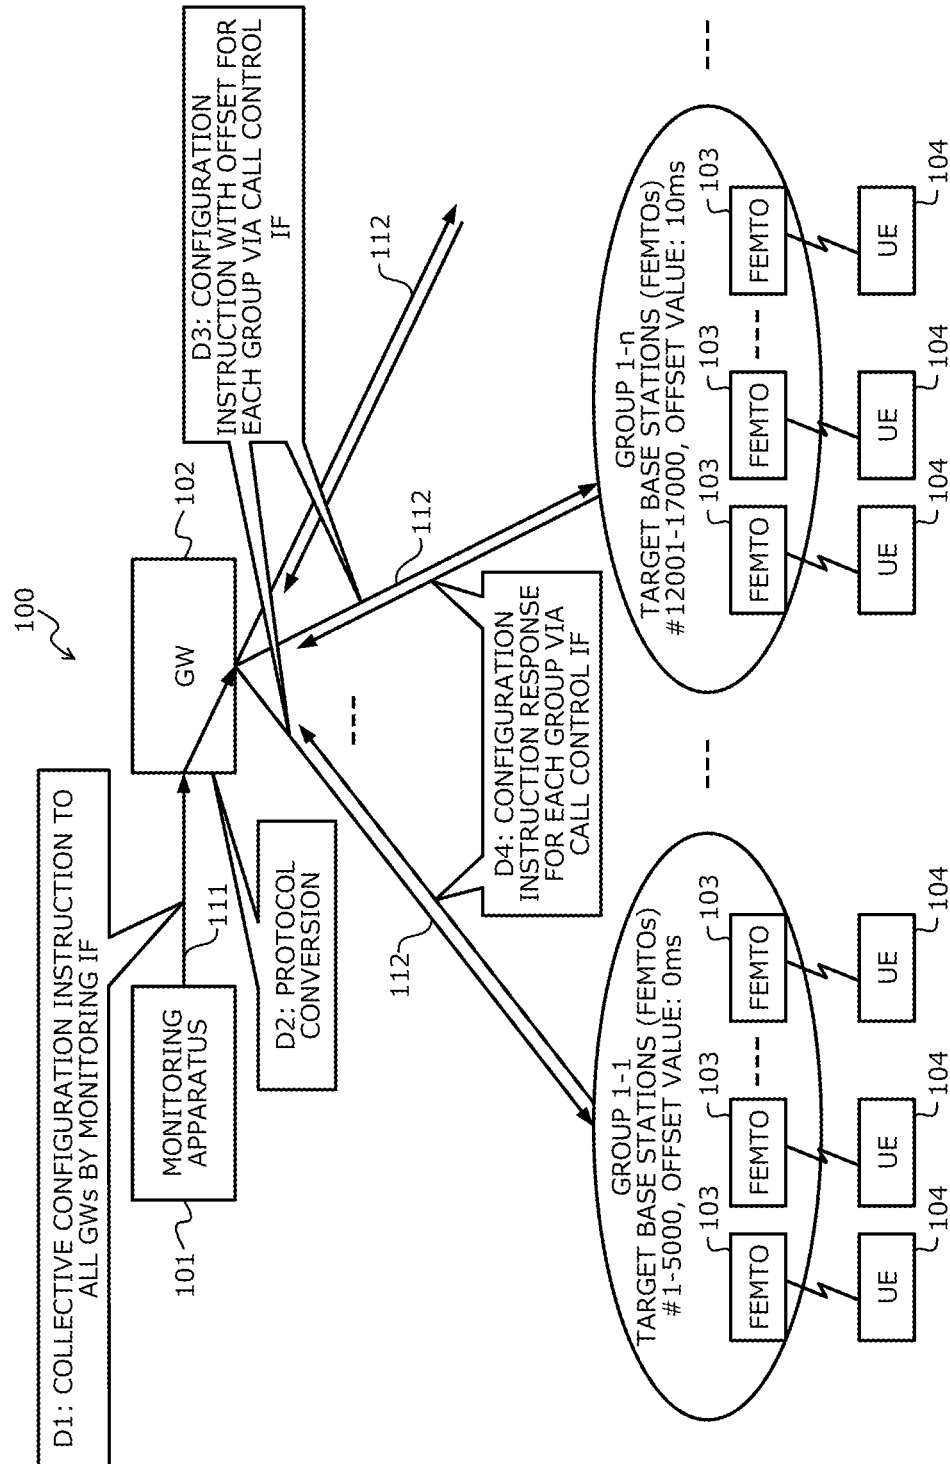 100
D1: COLLECTIVE CONFIGURATION INSTRUCTION TO
ALL GWs BY MONITORING IF
D3: CONFIGURATION
INSTRUCTION WITH OFFSET FOR
EACH GROUP VIA CALL CONTROL
IF
101
MONITORING
APPARATUS
111
GW
102
D2: PROTOCOL
CONVERSION
112
112
112
D4: CONFIGURATION
INSTRUCTION RESPONSE
FOR EACH GROUP VIA
CALL CONTROL IF
GROUP 1-1
TARGET BASE STATIONS (FEMTOs)
#1-5000, OFFSET VALUE: 0ms
103
103
103
FEMTO
FEMTO
FEMTO
UE
UE
UE
104
104
104
GROUP 1-n
TARGET BASE STATIONS (FEMTOs)
#12001-17000, OFFSET VALUE: 10ms
103
103
103
FEMTO
FEMTO
FEMTO
UE
UE
UE
104
104
104